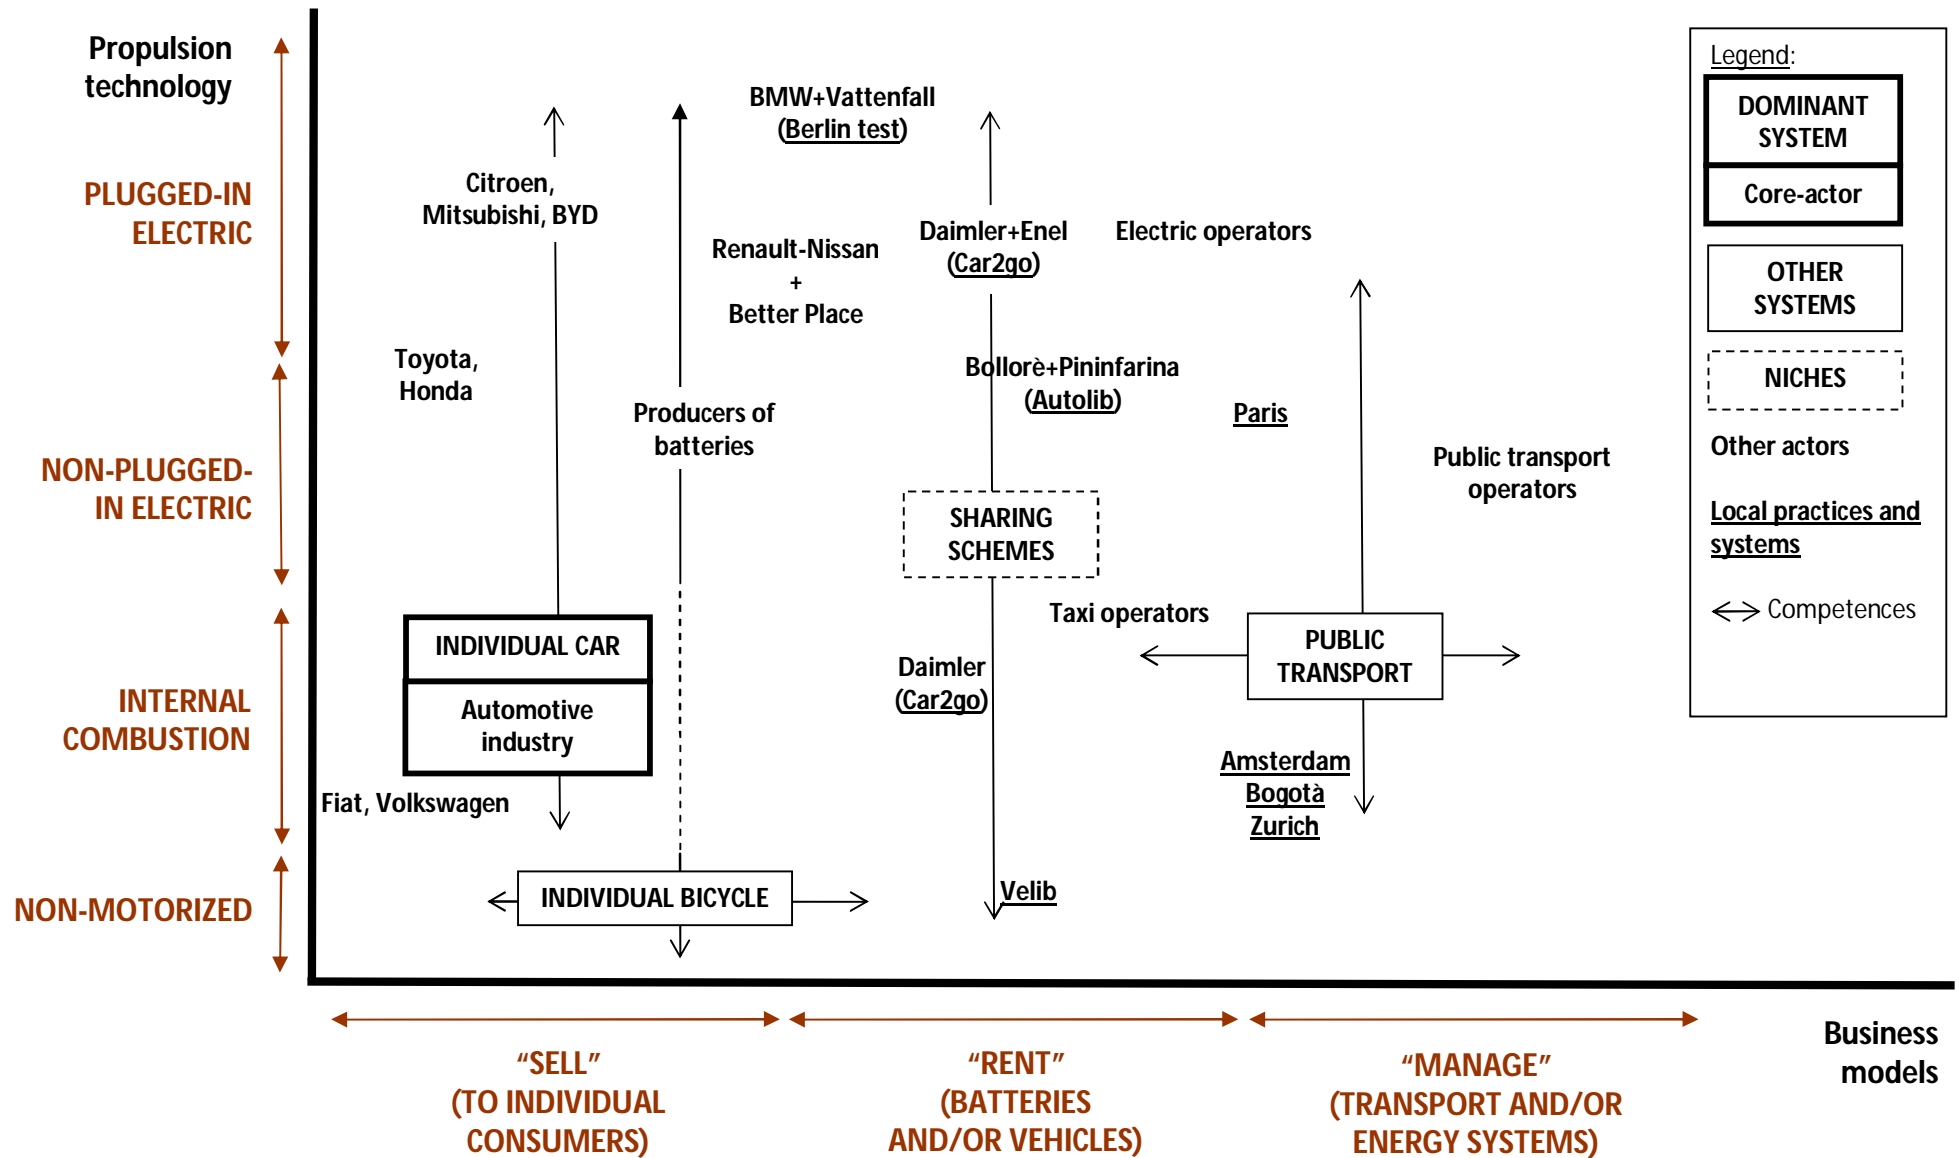 Propulsion
technology
PLUGGED-IN
ELECTRIC
NON-PLUGGED-
IN ELECTRIC
INTERNAL
COMBUSTION
NON-MOTORIZED
BMW+Vattenfall
(Berlin test)
Citroen,
Mitsubishi, BYD
Renault-Nissan
+
Better Place
Daimler+Enel
(Car2go)
Electric operators
Toyota,
Honda
Producers of
batteries
Bollorè+Pininfarina
(Autolib)
Paris
Public transport
operators
SHARING
SCHEMES
INDIVIDUAL CAR
Automotive
industry
Taxi operators
PUBLIC
TRANSPORT
Daimler
(Car2go)
Fiat, Volkswagen
Amsterdam
Bogotà
Zurich
INDIVIDUAL BICYCLE
Velib
Legend:
DOMINANT
SYSTEM
Core-actor
OTHER
SYSTEMS
NICHES
Other actors
Local practices and
systems
Competences
“SELL”
(TO INDIVIDUAL
CONSUMERS)
“RENT”
(BATTERIES
AND/OR VEHICLES)
“MANAGE”
(TRANSPORT AND/OR
ENERGY SYSTEMS)
Business
models